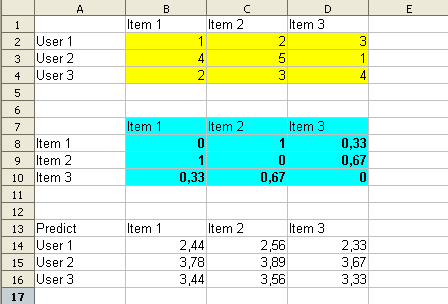 A B C D E
1 Item 1 Item 2 Item 3
2 User 1 1 2 3
3 User 2 4 5 1
4 User 3 2 3 4
5
6
7 Item 1 Item 2 Item 3
8 Item 1 0 1 0,33
9 Item 2 1 0 0,67
10 Item 3 0,33 0,67 0
11
12
13 Predict Item 1 Item 2 Item 3
14 User 1 2,44 2,56 2,33
15 User 2 3,78 3,89 3,67
16 User 3 3,44 3,56 3,33
17